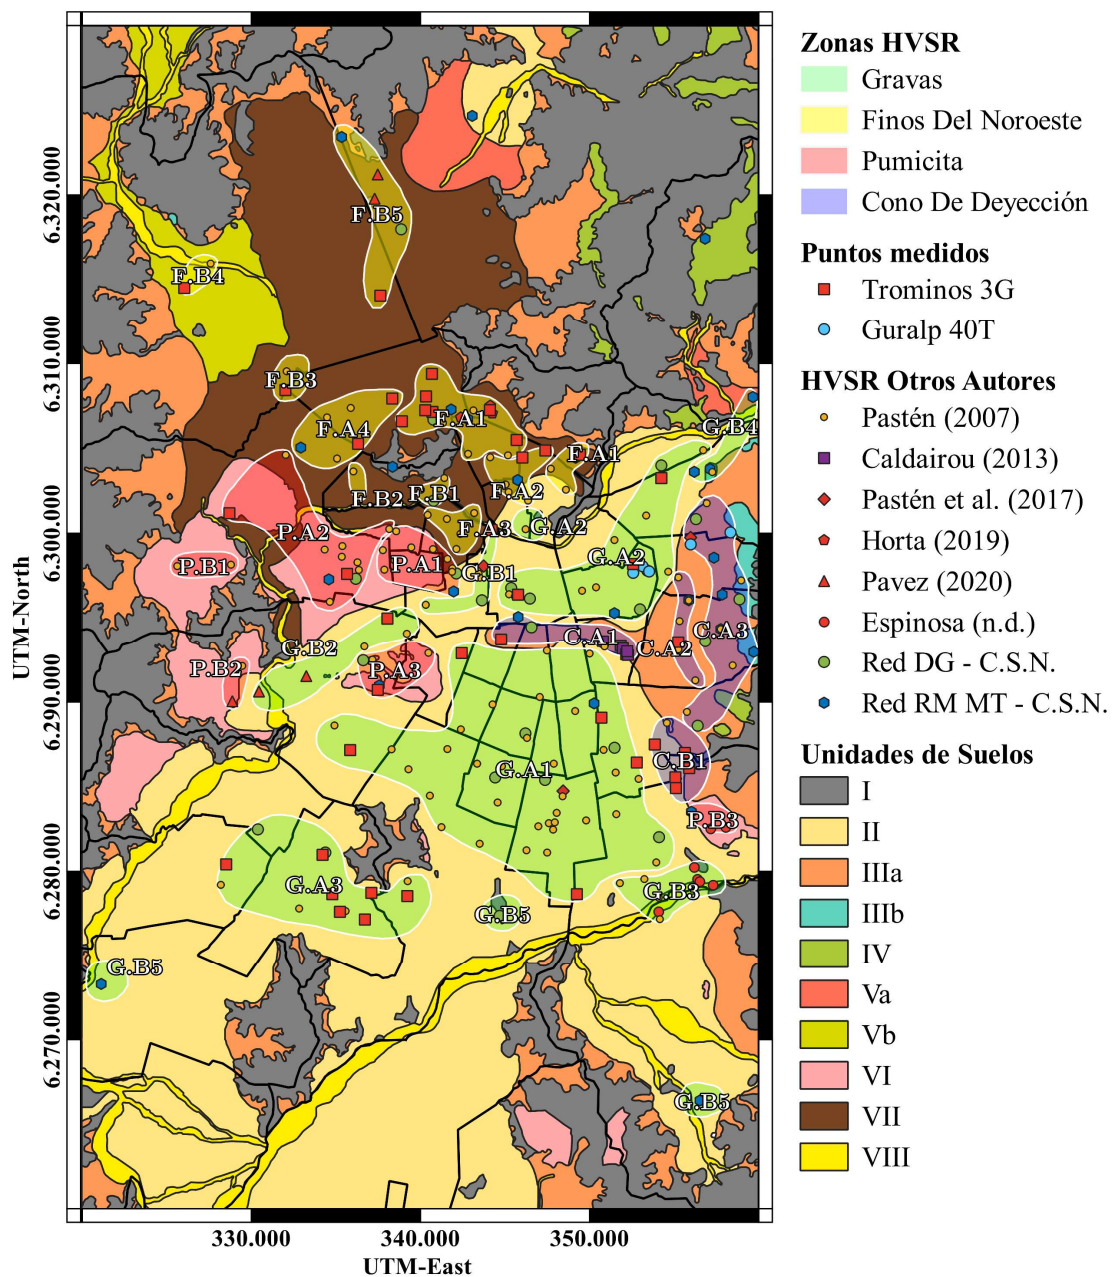 6.320.000
6.310.000
6.300.000
6.290.000
6.280.000
6.270.000
UTM-North
330.000
340.000
350.000
UTM-East
F.B5
F.B4
F.B3
F.A4
F.A1
F.A1
G.B4
F.B2
F.B1
F.A2
F.A3
G.A2
P.A2
P.B1
P.A1
G.B1
G.A2
G.B2
P.B2
P.A3
C.A1
C.A2
C.A3
G.A1
C.B1
P.B3
G.A3
G.B3
G.B5
G.B5
G.B5
Zonas HVSR
Gravas
Finos Del Noroeste
Pumicita
Cono De Deyección
Puntos medidos
Trominos 3G
Guralp 40T
HVSR Otros Autores
Pastén (2007)
Caldairou (2013)
Pastén et al. (2017)
Horta (2019)
Pavez (2020)
Espinosa (n.d.)
Red DG - C.S.N.
Red RM MT - C.S.N.
Unidades de Suelos
I
II
IIIa
IIIb
IV
Va
Vb
VI
VII
VIII